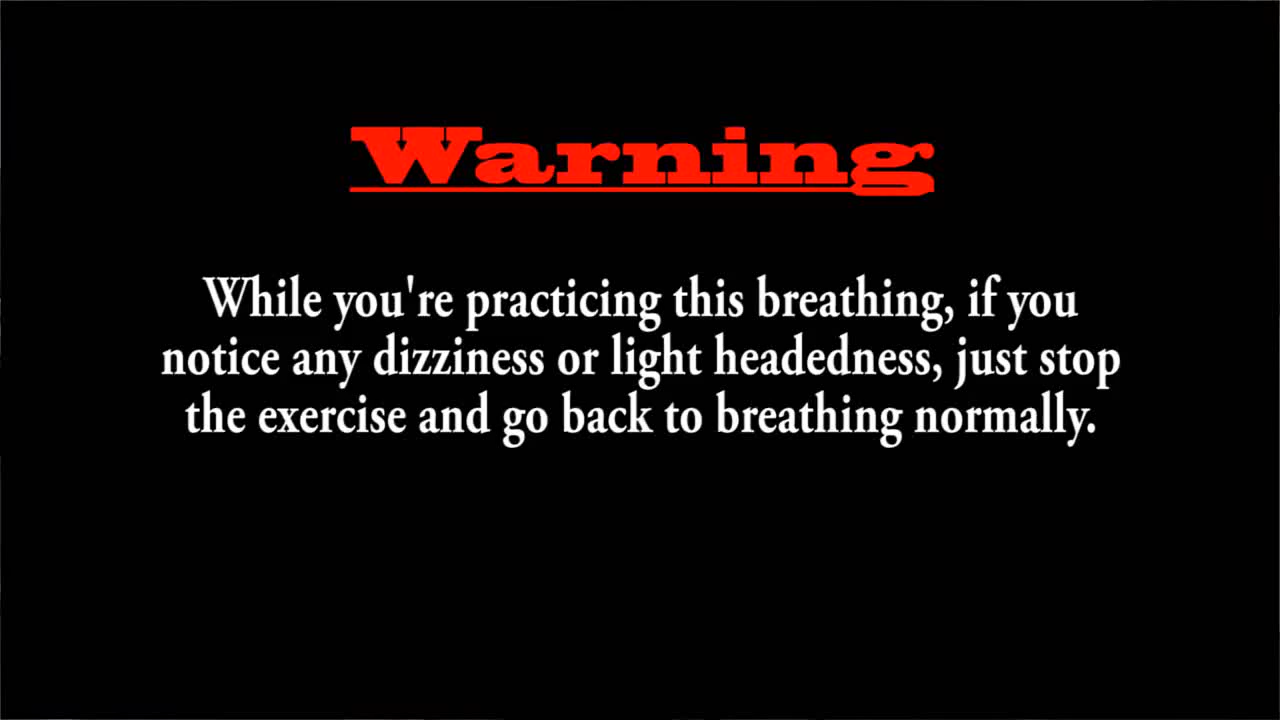 Warning
While you're practicing this breathing, if you
notice any dizziness or light headedness, just stop
the exercise and go back to breathing normally.